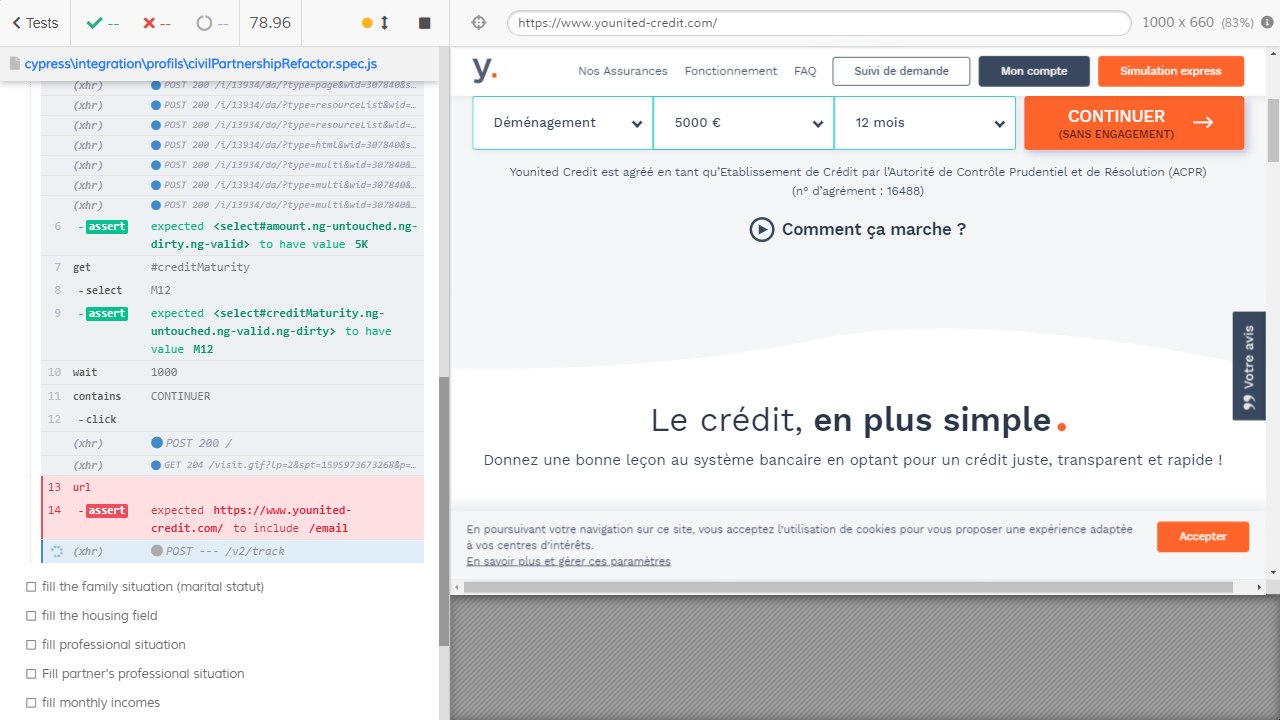 Tests
--
--
--
78.96
https://www.younited-credit.com/
1000 x 660 (83%)
cypress\integration\profils\civilPartnershipRefactor.spec.js
(xhr) POST 200 /i/13934/da/?type=page&wid=307840&s...
(xhr) POST 200 /i/13934/da/?type=resourceList&wid=...
(xhr) POST 200 /i/13934/da/?type=resourceList&wid=...
(xhr) POST 200 /i/13934/da/?type=html&wid=307840&s...
(xhr) POST 200 /i/13934/da/?type=multi&wid=307840&...
(xhr) POST 200 /i/13934/da/?type=multi&wid=307840&...
(xhr) POST 200 /i/13934/da/?type=multi&wid=307840&...
6 - assert expected <select#amount.ng-untouched.ng-
dirty.ng-valid> to have value 5K
7 get #creditMaturity
8 - select M12
9 - assert expected <select#creditMaturity.ng-
untouched.ng-valid.ng-dirty> to have
value M12
10 wait 1000
11 contains CONTINUER
12 - click
(xhr) POST 200 /
(xhr) GET 204 /visit.gif?lp=2&spt=1595973673268&p=...
13 url
14 - assert expected https://www.younited-
credit.com/ to include /email
(xhr) POST --- /v2/track
fill the family situation (marital statut)
fill the housing field
fill professional situation
Fill partner's professional situation
fill monthly incomes
y.
Nos Assurances
Fonctionnement
FAQ
Suivi de demande
Mon compte
Simulation express
Déménagement
5000 €
12 mois
CONTINUER
(SANS ENGAGEMENT)
Younited Credit est agréé en tant qu'Etablissement de Crédit par l'Autorité de Contrôle Prudentiel et de Résolution (ACPR)
(n° d'agrément : 16488)
Comment ça marche ?
Votre avis
Le crédit, en plus simple.
Donnez une bonne leçon au système bancaire en optant pour un crédit juste, transparent et rapide !
En poursuivant votre navigation sur ce site, vous acceptez l'utilisation de cookies pour vous proposer une expérience adaptée
à vos centres d'intérêts.
En savoir plus et gérer ces paramètres
Accepter